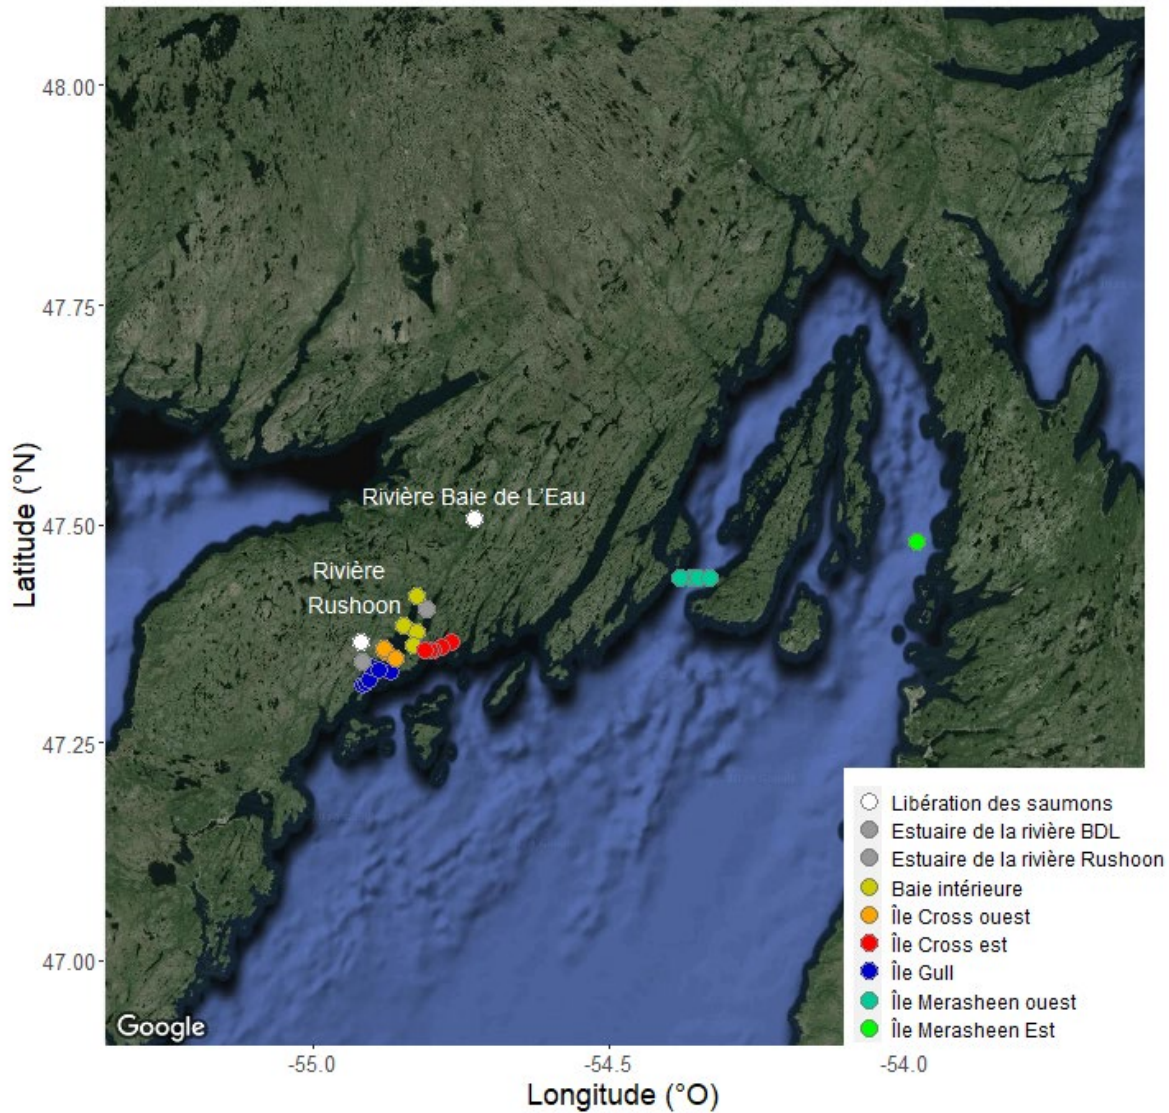 48.00
47.75
47.50
47.25
47.00
Latitude (°N)
Rivière Baie de L'Eau
Rivière
Rushoon
Libération des saumons
Estuaire de la rivière BDL
Estuaire de la rivière Rushoon
Baie intérieure
Île Cross ouest
Île Cross est
Île Gull
Île Merasheen ouest
Île Merasheen Est
Google
-55.0
-54.5
-54.0
Longitude (°O)